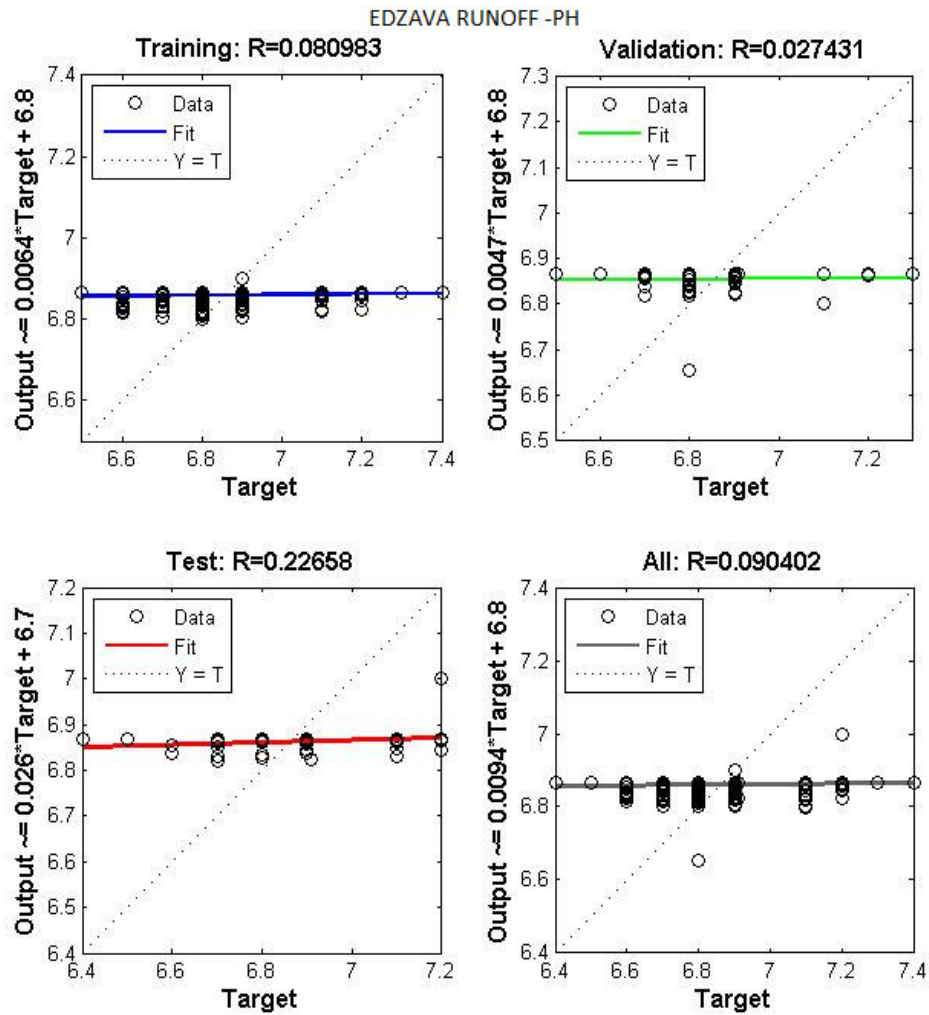 EDZAVA RUNOFF -PH
Training: R=0.080983
Output ~= 0.0064*Target + 6.8
7.4
7.2
7
6.8
6.6
Data
Fit
Y = T
6.6
6.8
7
7.2
7.4
Target
Validation: R=0.027431
Output ~= 0.0047*Target + 6.8
7.3
7.2
7.1
7
6.9
6.8
6.7
6.6
6.5
Data
Fit
Y = T
6.6
6.8
7
7.2
Target
Test: R=0.22658
Output ~= 0.026*Target + 6.7
7.2
7.1
7
6.9
6.8
6.7
6.6
6.5
6.4
Data
Fit
Y = T
6.4
6.6
6.8
7
7.2
Target
All: R=0.090402
Output ~= 0.0094*Target + 6.8
7.4
7.2
7
6.8
6.6
6.4
Data
Fit
Y = T
6.4
6.6
6.8
7
7.2
7.4
Target